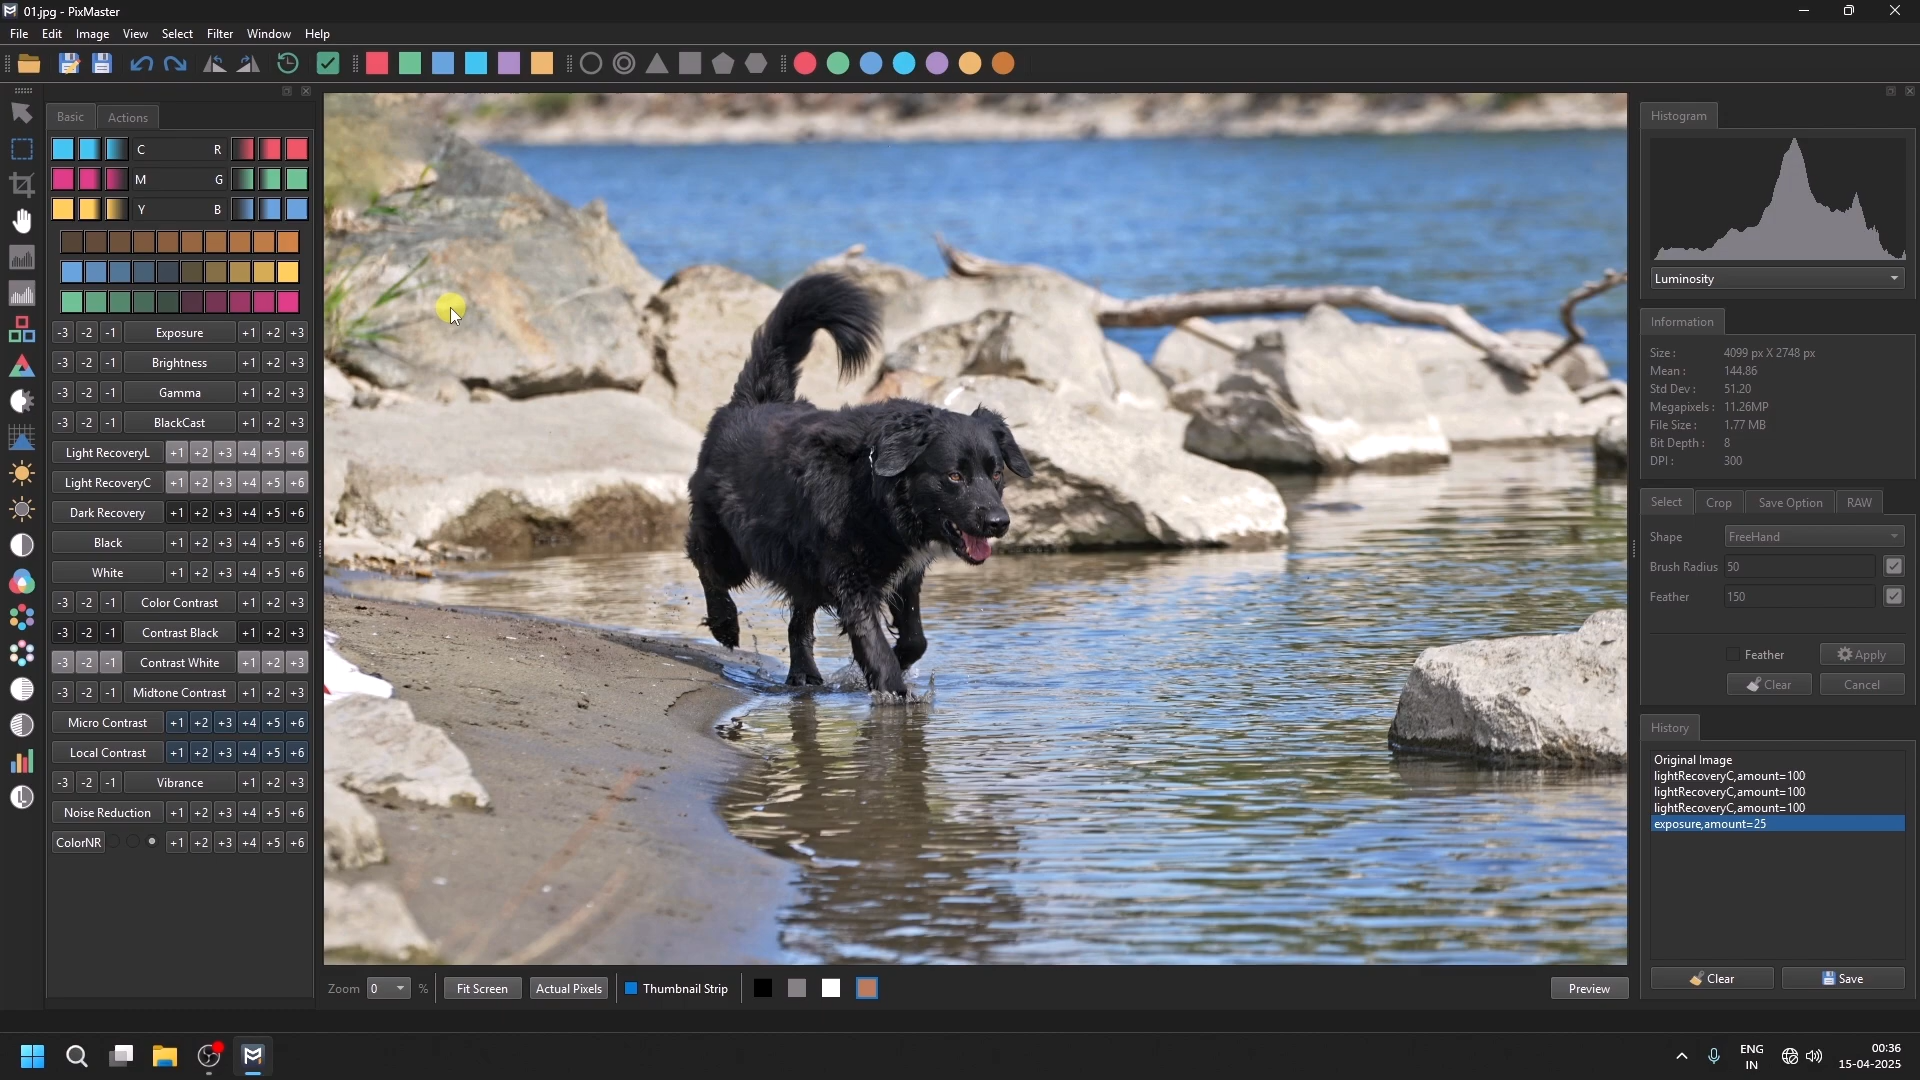 01.jpg - PixMaster
File Edit Image View Select Filter Window Help
Basic Actions
C R
M G
Y B
-3 -2 -1 Exposure +1 +2 +3
-3 -2 -1 Brightness +1 +2 +3
-3 -2 -1 Gamma +1 +2 +3
-3 -2 -1 BlackCast +1 +2 +3
Light RecoveryL +1 +2 +3 +4 +5 +6
Light RecoveryC +1 +2 +3 +4 +5 +6
Dark Recovery +1 +2 +3 +4 +5 +6
Black +1 +2 +3 +4 +5 +6
White +1 +2 +3 +4 +5 +6
-3 -2 -1 Color Contrast +1 +2 +3
-3 -2 -1 Contrast Black +1 +2 +3
-3 -2 -1 Contrast White +1 +2 +3
-3 -2 -1 Midtone Contrast +1 +2 +3
Micro Contrast +1 +2 +3 +4 +5 +6
Local Contrast +1 +2 +3 +4 +5 +6
-3 -2 -1 Vibrance +1 +2 +3
Noise Reduction +1 +2 +3 +4 +5 +6
ColorNR +1 +2 +3 +4 +5 +6
Zoom 0 % Fit Screen Actual Pixels Thumbnail Strip Preview
Histogram
Luminosity
Information
Size : 4099 px X 2748 px
Mean : 144.86
Std Dev : 51.20
Megapixels : 11.26MP
File Size : 1.77 MB
Bit Depth : 8
DPI : 300
Select Crop Save Option RAW
Shape FreeHand
Brush Radius 50
Feather 150
Feather Apply
Clear Cancel
History
Original Image
lightRecoveryC,amount=100
lightRecoveryC,amount=100
lightRecoveryC,amount=100
exposure,amount=25
Clear Save
ENG
IN
00:36
15-04-2025